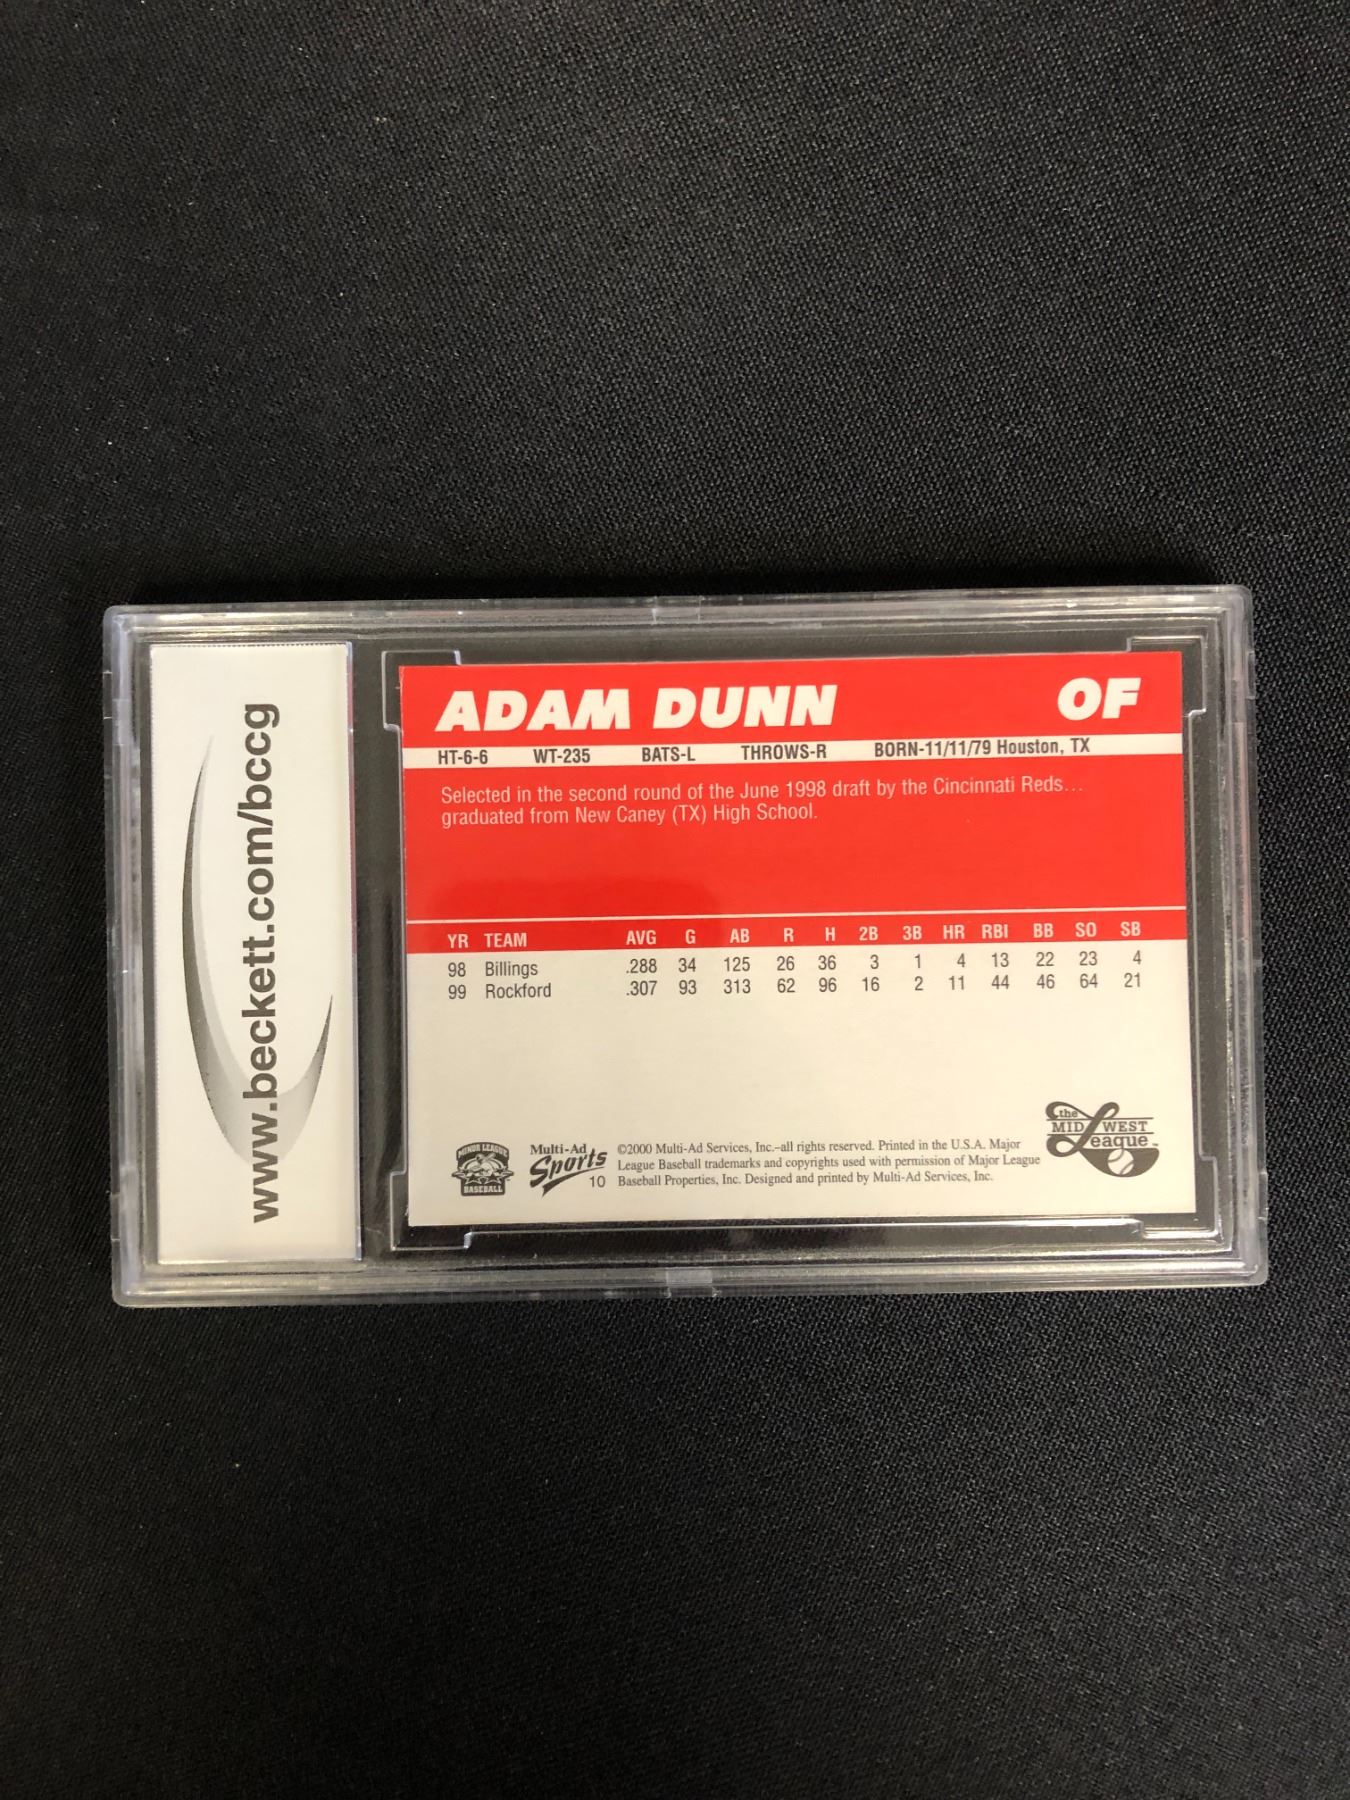 www.beckett.com/bccg
ADAM DUNN OF
HT-6-6 WT-235 BATS-L THROWS-R BORN-11/11/79 Houston, TX
Selected in the second round of the June 1998 draft by the Cincinnati Reds...
graduated from New Caney (TX) High School.
YR TEAM AVG G AB R H 2B 3B HR RBI BB SO SB
98 Billings .288 34 125 26 36 3 1 4 13 22 23 4
99 Rockford .307 93 313 62 96 16 2 11 44 46 64 21
MINOR LEAGUE
BASEBALL
Multi-Ad
Sports
10
©2000 Multi-Ad Services, Inc.–all rights reserved. Printed in the U.S.A. Major
League Baseball trademarks and copyrights used with permission of Major League
Baseball Properties, Inc. Designed and printed by Multi-Ad Services, Inc.
the
MIDWEST
League™